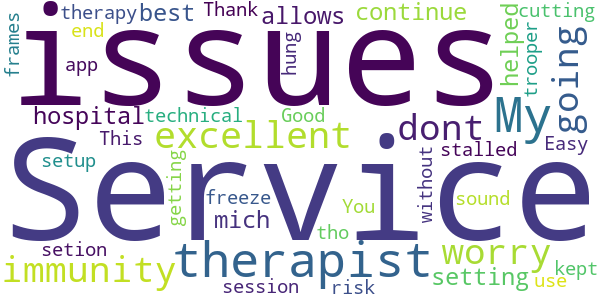 therapy best Thank allows continue cutting
frames end issues hung helped trooper going
app
hospital technical Good dont My
This excellent stalled Easy
setup getting Service without
freeze You sound
mich tho
setion therapist worry kept
immunity session risk setting use